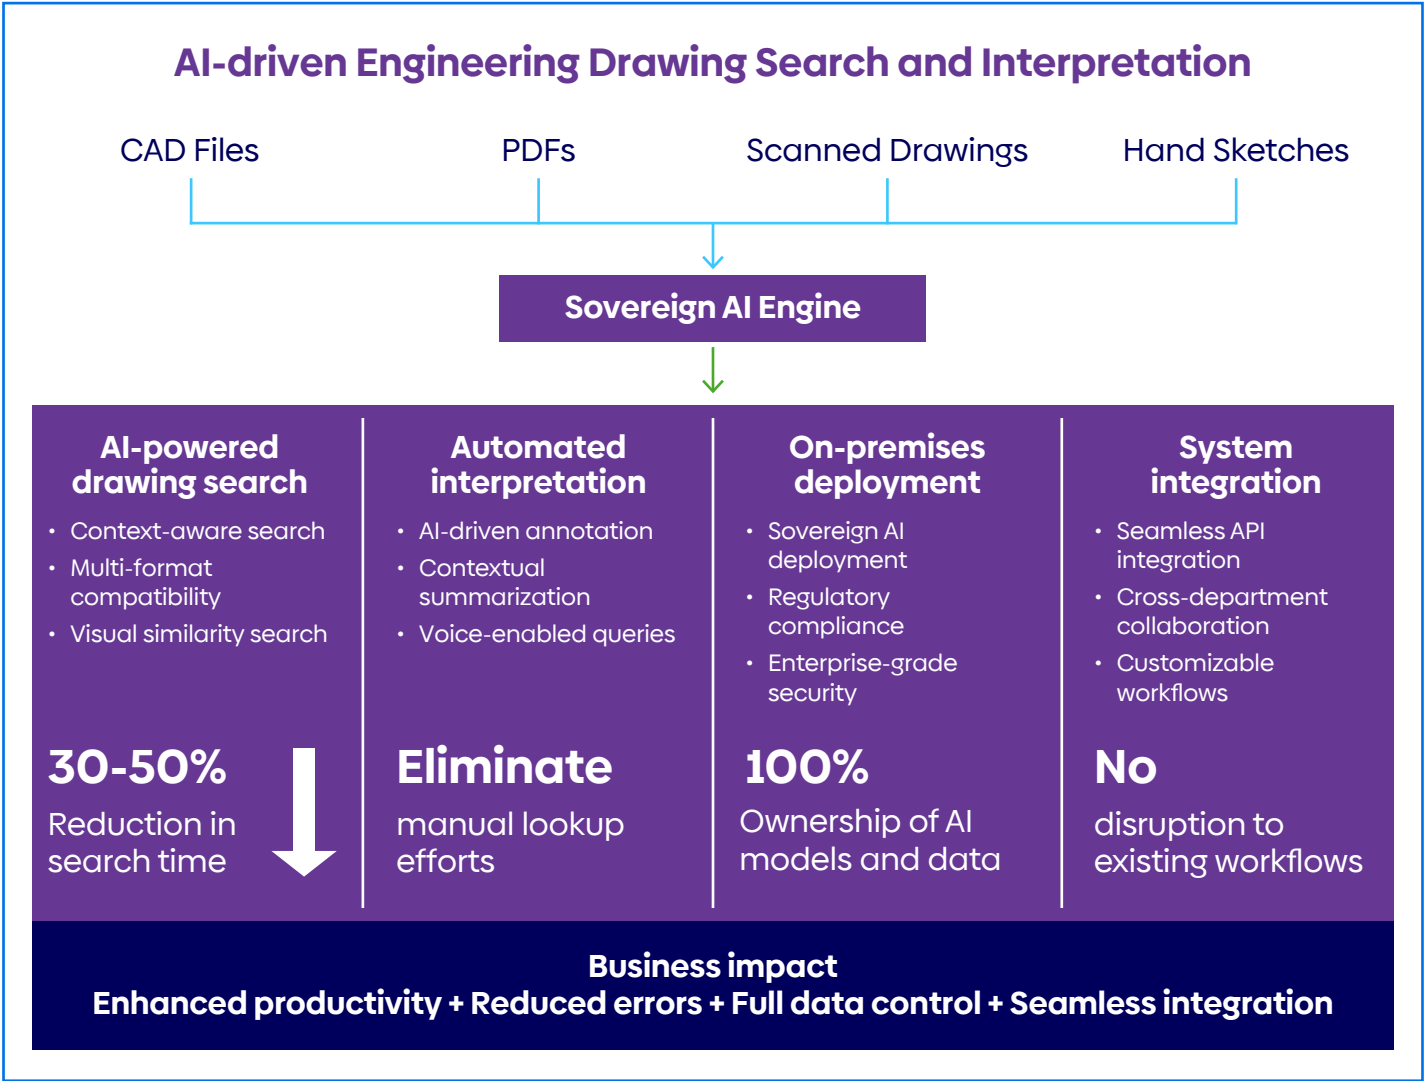 AI-driven Engineering Drawing Search and Interpretation
CAD Files
PDFs
Scanned Drawings
Hand Sketches
Sovereign AI Engine
AI-powered
drawing search
• Context-aware search
• Multi-format
compatibility
• Visual similarity search
30-50%
Reduction in
search time
Automated
interpretation
• AI-driven annotation
• Contextual
summarization
• Voice-enabled queries
Eliminate
manual lookup
efforts
On-premises
deployment
• Sovereign AI
deployment
• Regulatory
compliance
• Enterprise-grade
security
100%
Ownership of AI
models and data
System
integration
• Seamless API
integration
• Cross-department
collaboration
• Customizable
workflows
No
disruption to
existing workflows
Business impact
Enhanced productivity + Reduced errors + Full data control + Seamless integration